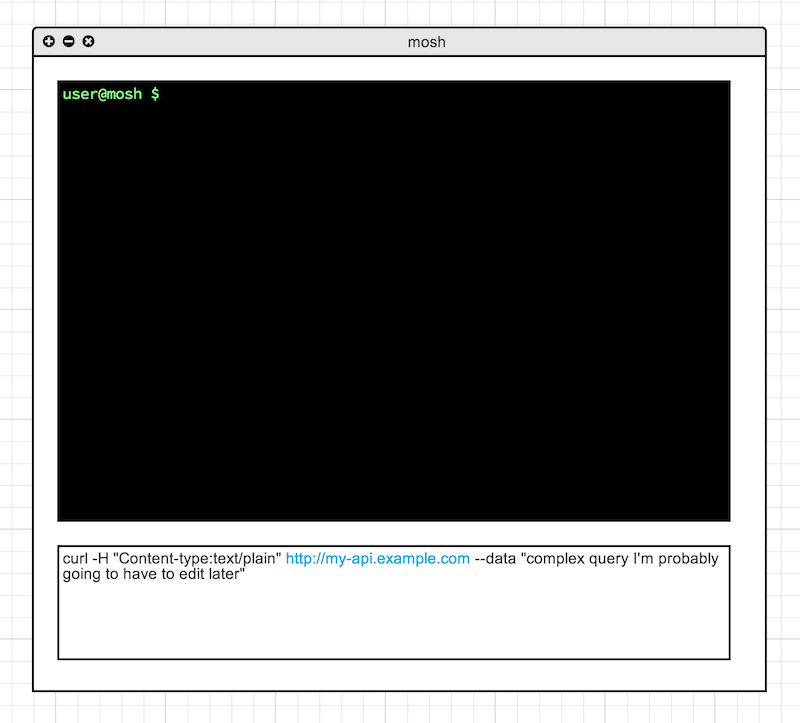 mosh
user@mosh $
curl -H "Content-type:text/plain" http://my-api.example.com --data "complex query I'm probably
going to have to edit later"